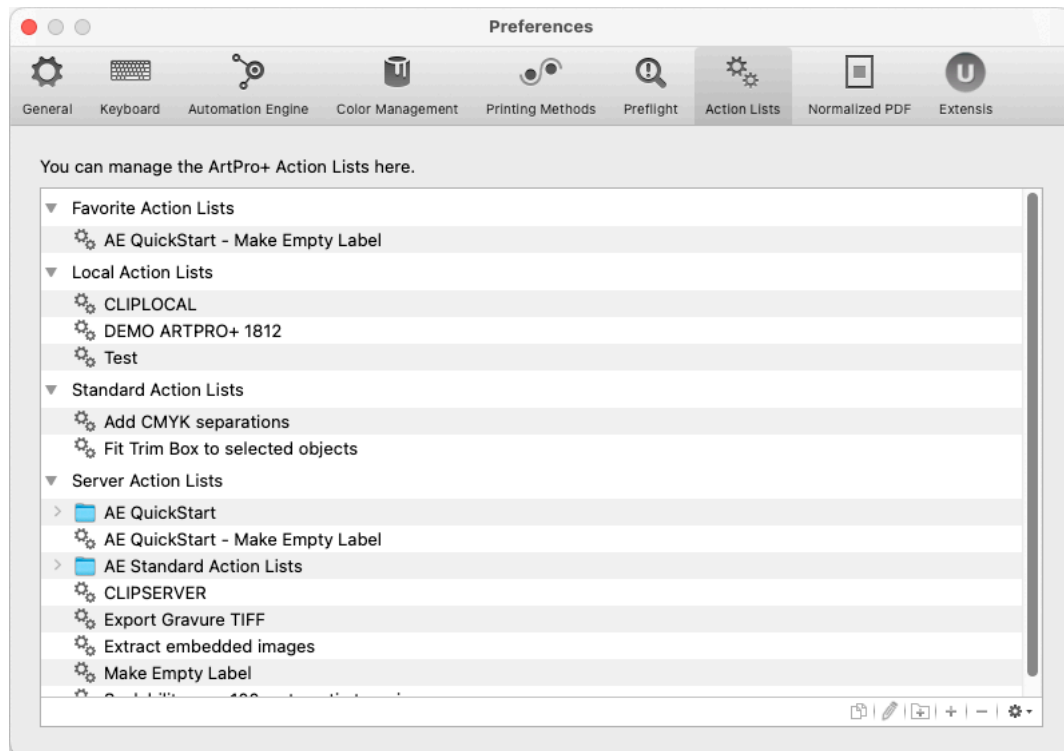 Preferences
General Keyboard Automation Engine Color Management Printing Methods Preflight Action Lists Normalized PDF Extensis
You can manage the ArtPro+ Action Lists here.
Favorite Action Lists
AE QuickStart - Make Empty Label
Local Action Lists
CLIPLOCAL
DEMO ARTPRO+ 1812
Test
Standard Action Lists
Add CMYK separations
Fit Trim Box to selected objects
Server Action Lists
AE QuickStart
AE QuickStart - Make Empty Label
AE Standard Action Lists
CLIPSERVER
Export Gravure TIFF
Extract embedded images
Make Empty Label